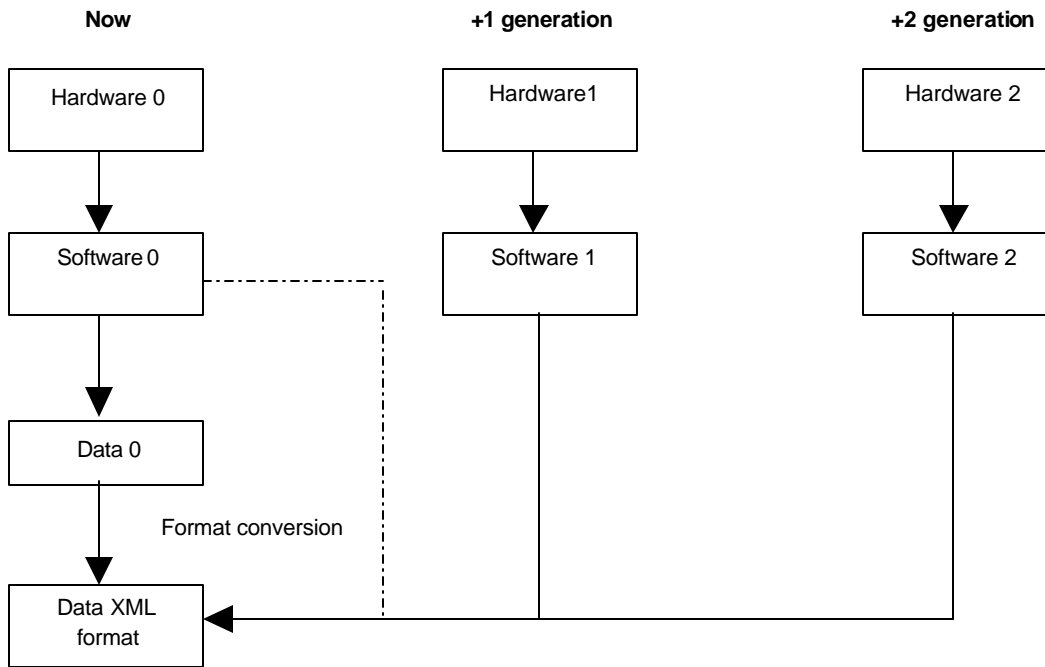 Now
+1 generation
+2 generation
Hardware 0
Hardware1
Hardware 2
Software 0
Software 1
Software 2
Data 0
Format conversion
Data XML
format